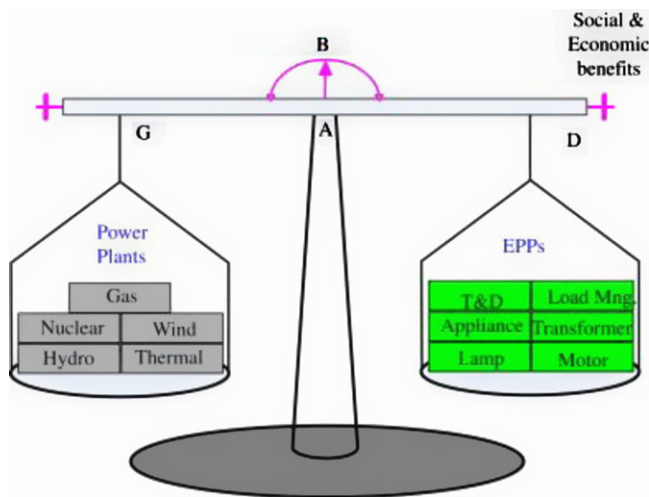 Social &
Economic
benefits
B
G
A
D
Power
Plants
EPPs
Gas
Nuclear
Wind
Hydro
Thermal
T&D
Load Mng.
Appliance
Transformer
Lamp
Motor